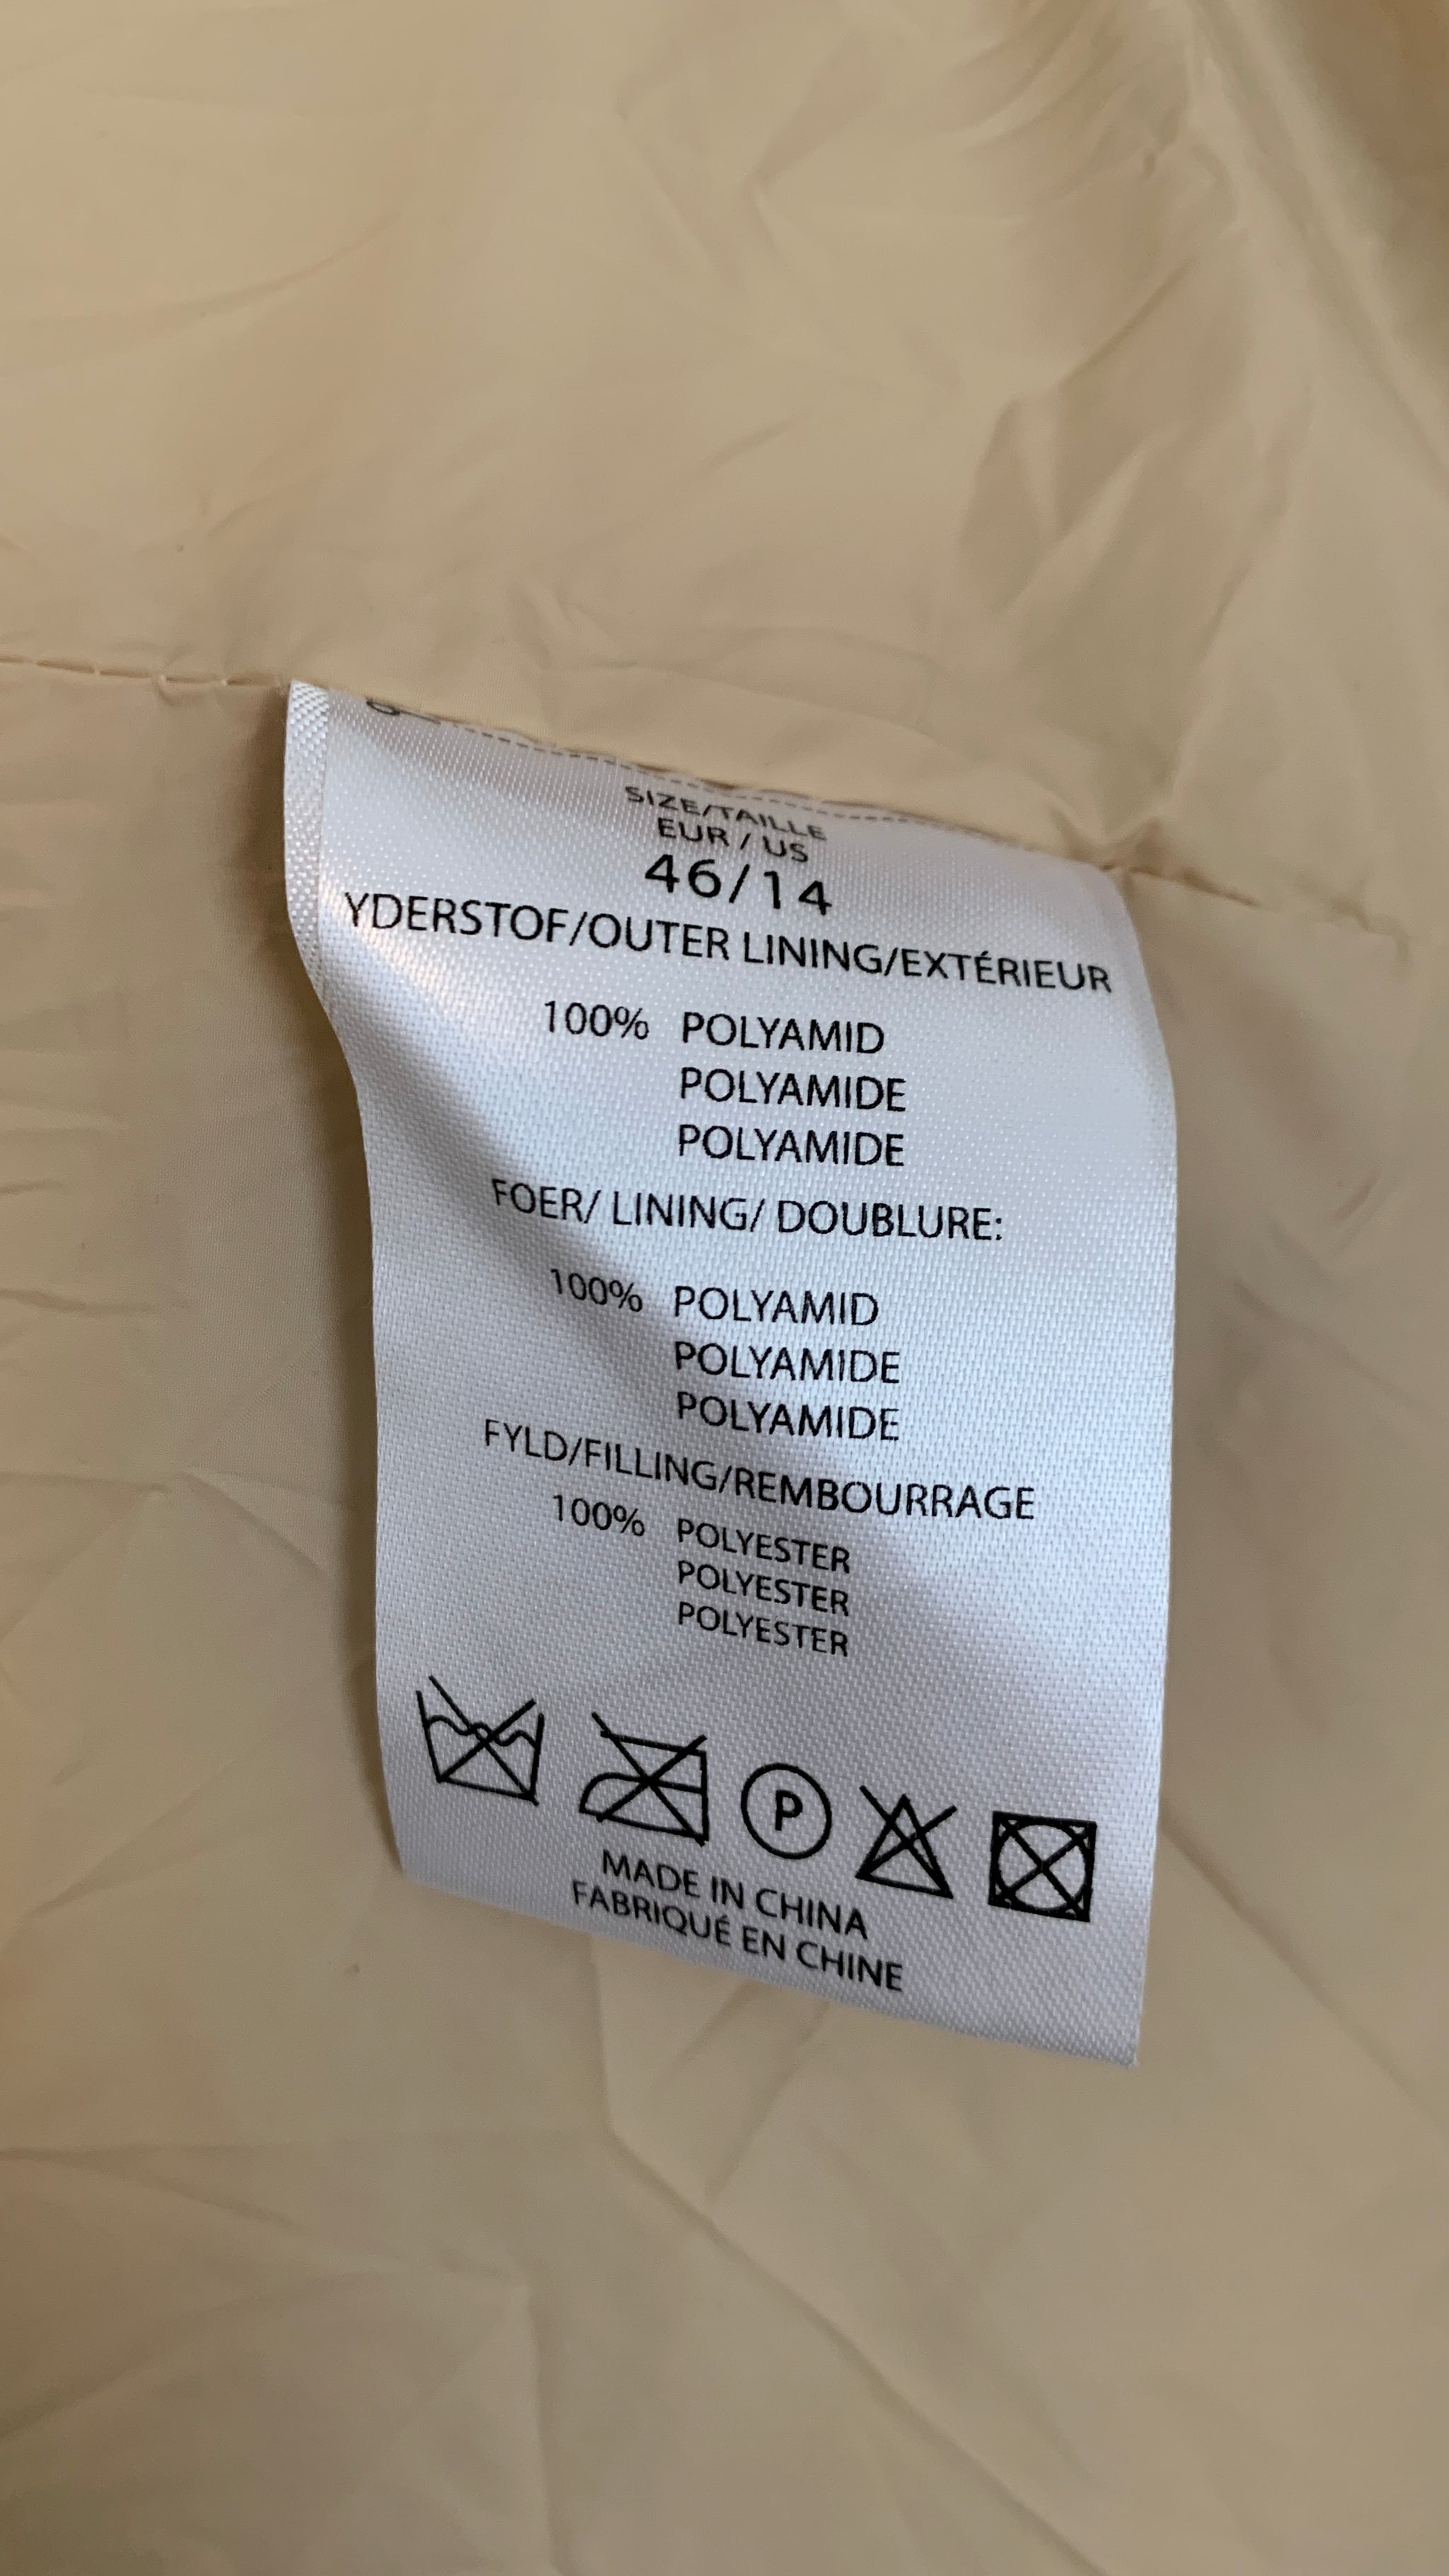 SIZE/TAILLE
EUR / US
46/14
YDERSTOF/OUTER LINING/EXTÉRIEUR
100% POLYAMID
POLYAMIDE
POLYAMIDE
FOER/ LINING/ DOUBLURE:
100% POLYAMID
POLYAMIDE
POLYAMIDE
FYLD/FILLING/REMBOURRAGE
100% POLYESTER
POLYESTER
POLYESTER
P
MADE IN CHINA
FABRIQUÉ EN CHINE